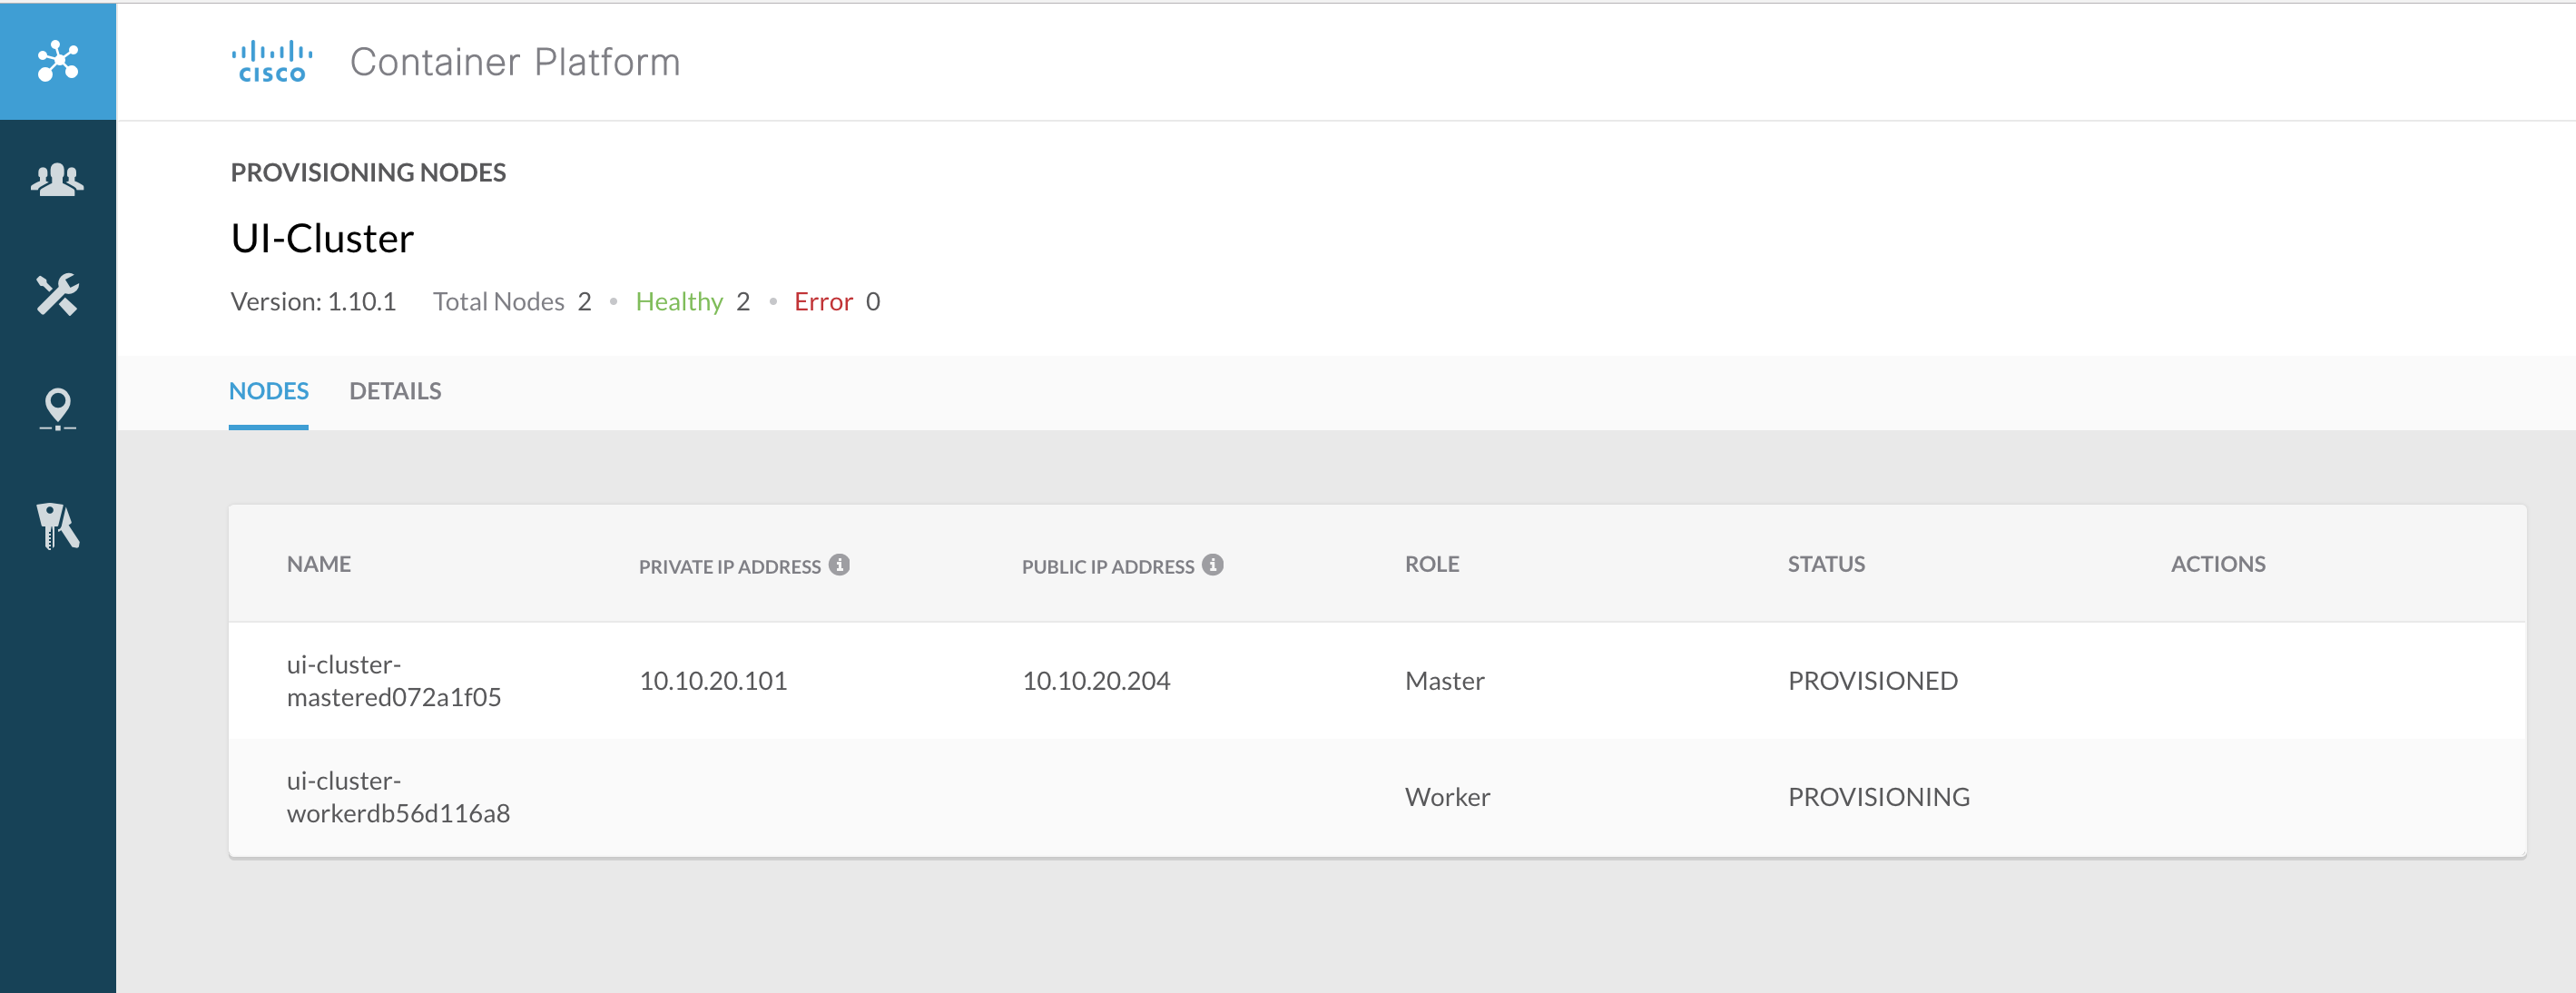 CISCO Container Platform
PROVISIONING NODES
UI-Cluster
Version: 1.10.1 Total Nodes 2 • Healthy 2 • Error 0
NODES DETAILS
NAME PRIVATE IP ADDRESS i PUBLIC IP ADDRESS i ROLE STATUS ACTIONS
ui-cluster-
mastered072a1f05 10.10.20.101 10.10.20.204 Master PROVISIONED
ui-cluster-
workerdb56d116a8 Worker PROVISIONING